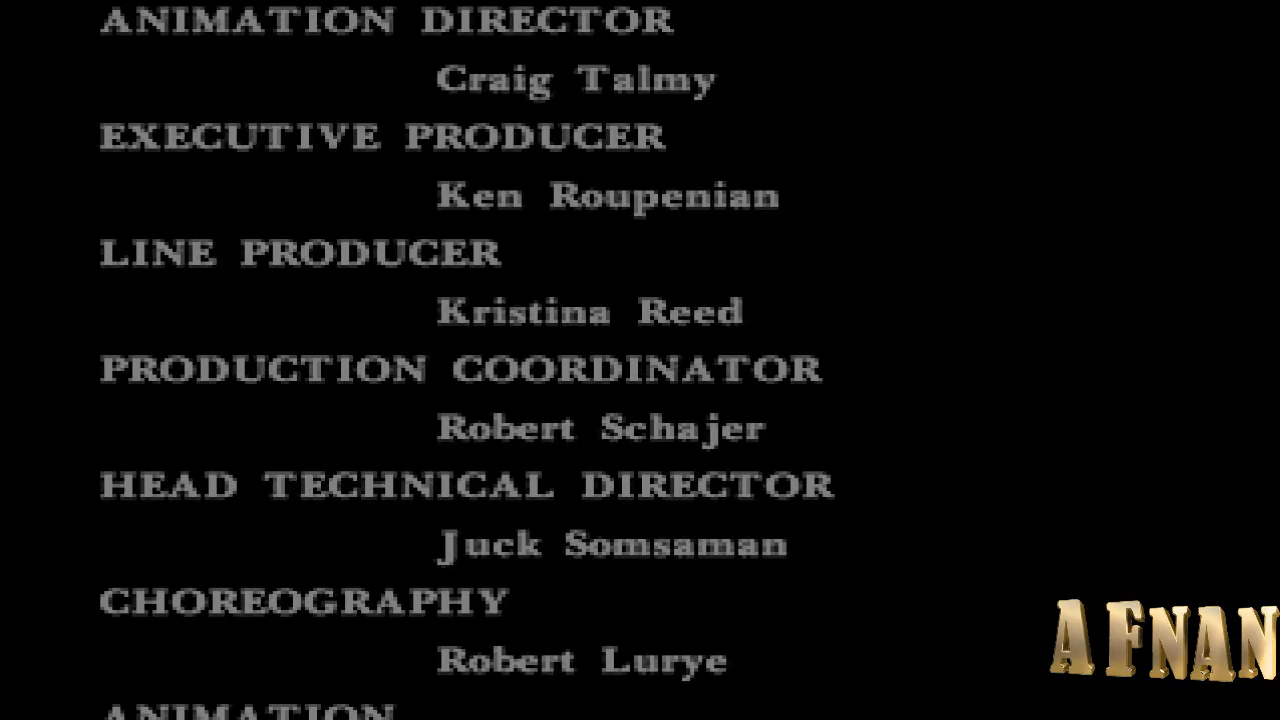 ANIMATION DIRECTOR
Craig Talmy
EXECUTIVE PRODUCER
Ken Roupenian
LINE PRODUCER
Kristina Reed
PRODUCTION COORDINATOR
Robert Schajer
HEAD TECHNICAL DIRECTOR
Juck Somsaman
CHOREOGRAPHY
Robert Lurye
AFNAN
ANIMATION